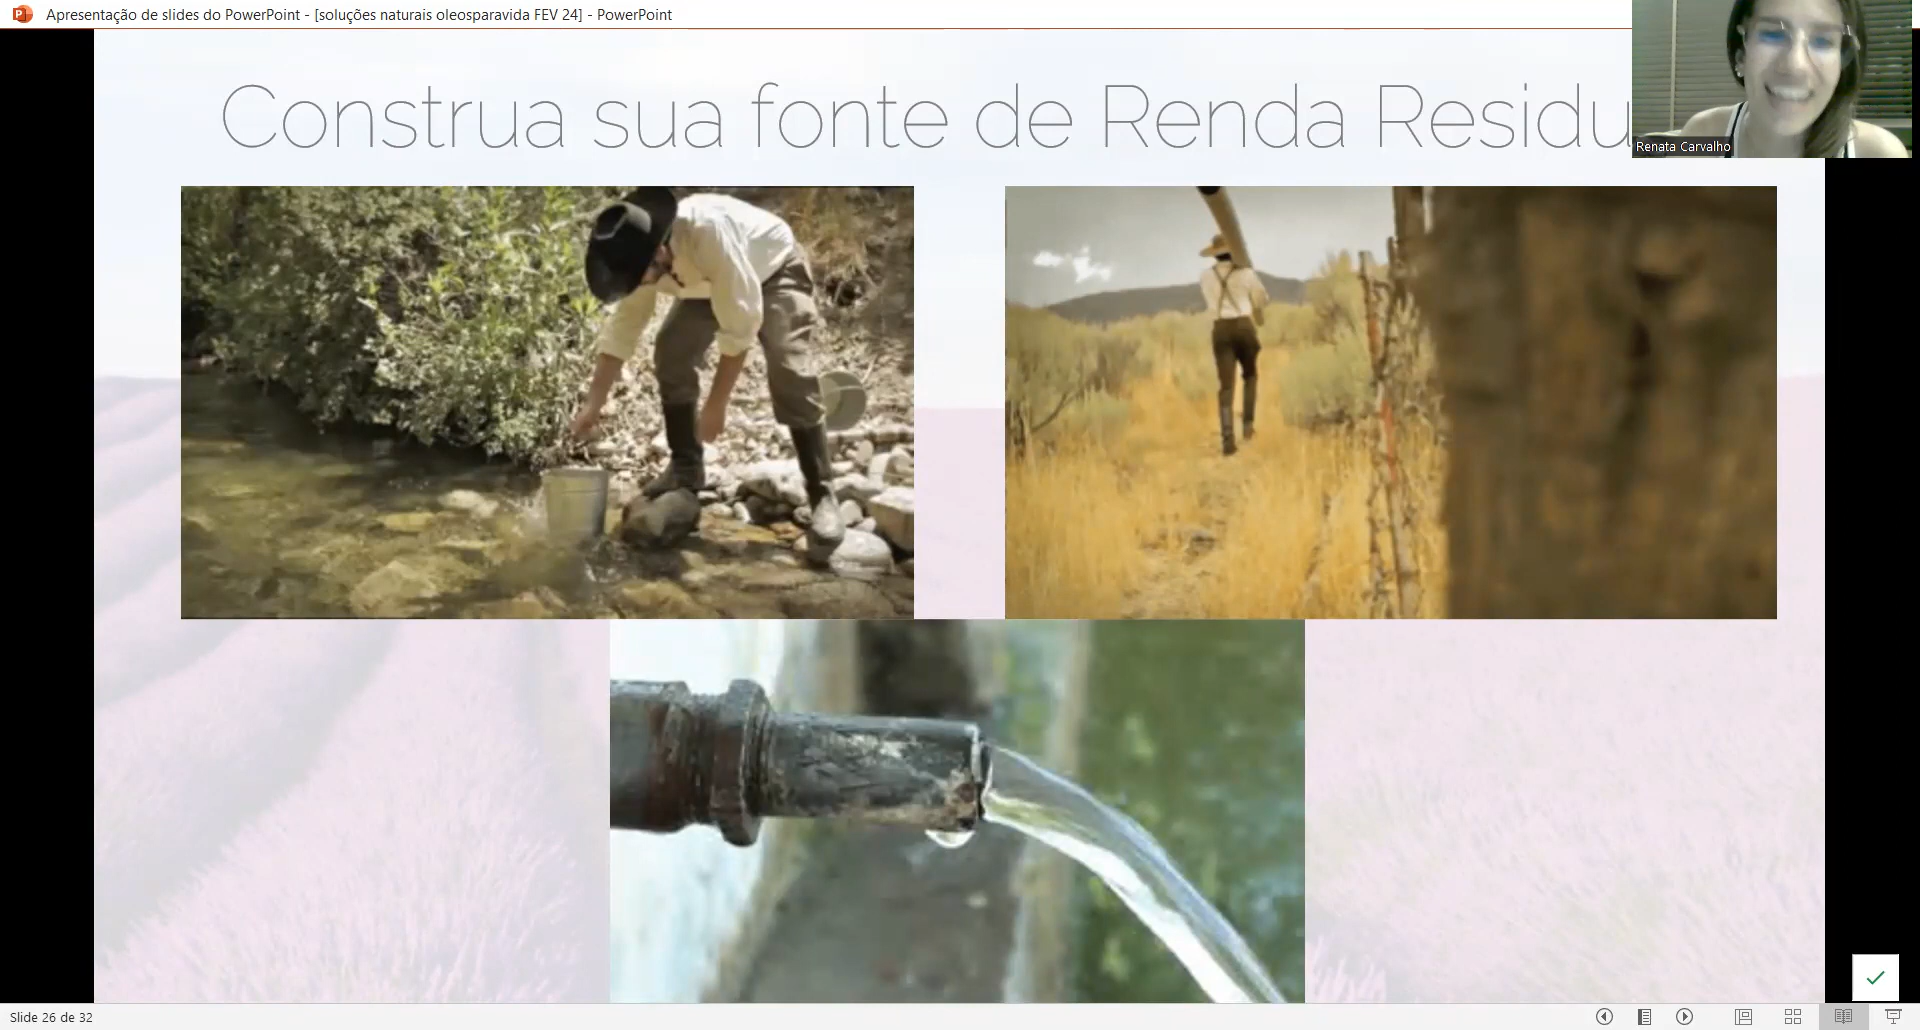 Apresentação de slides do PowerPoint - [soluções naturais oleosparavida FEV 24] - PowerPoint
Construa sua fonte de Renda Residu
Renata Carvalho
Slide 26 de 32